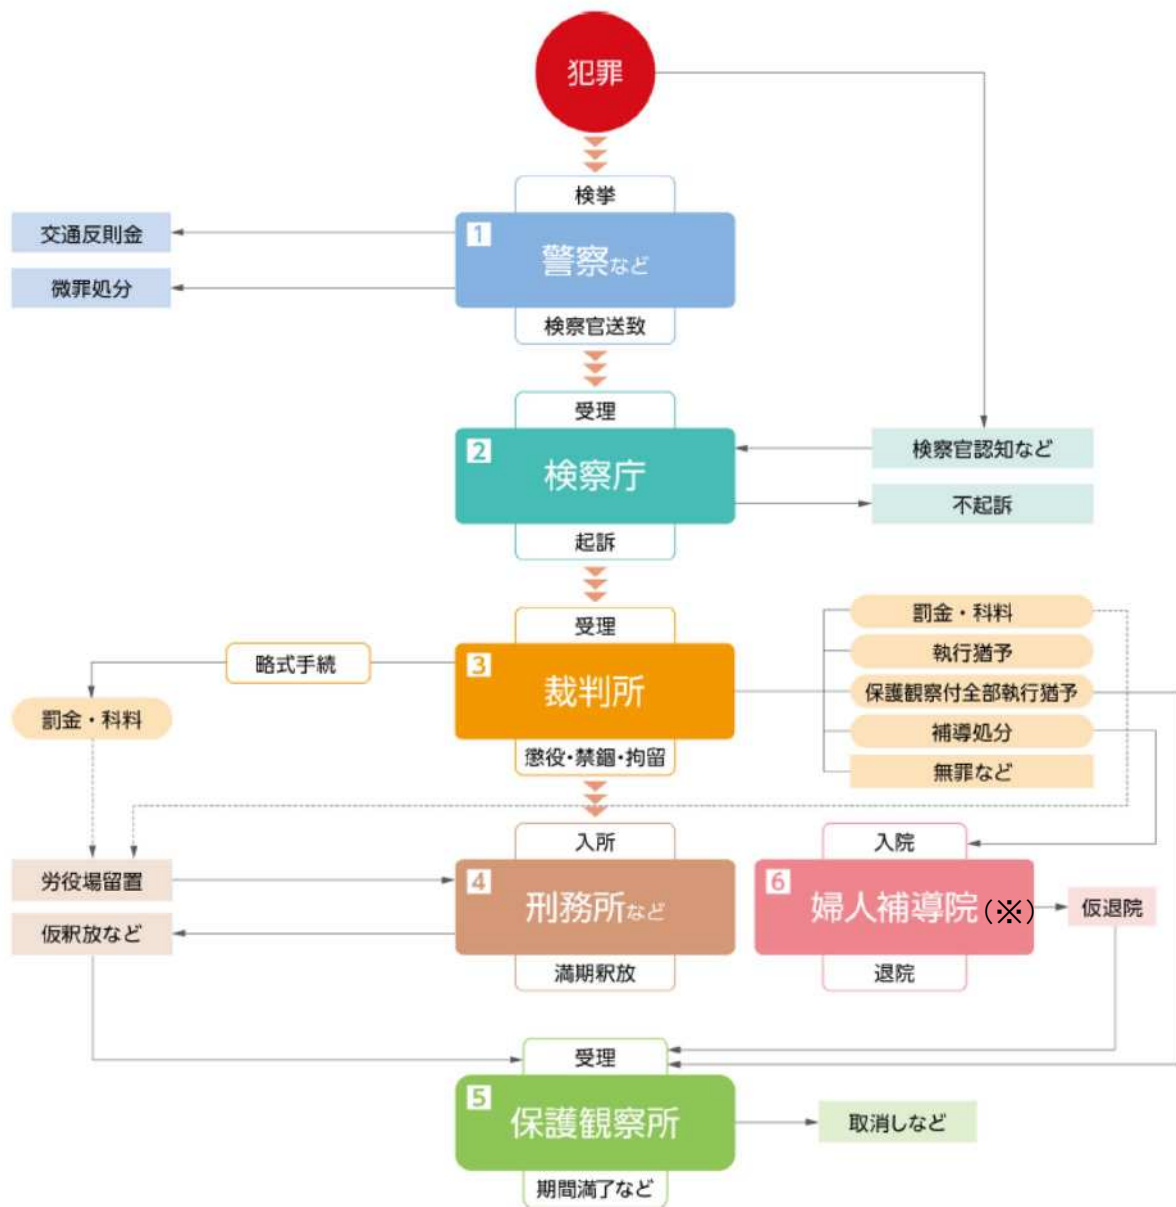 犯罪
検挙
1
警察など
検察官送致
交通反則金
微罪処分
受理
2
検察庁
起訴
検察官認知など
不起訴
受理
3
裁判所
懲役・禁錮・拘留
略式手続
罰金・科料
罰金・科料
執行猶予
保護観察付全部執行猶予
補導処分
無罪など
労役場留置
仮釈放など
入所
4
刑務所など
満期釈放
入院
6
婦人補導院(※)
退院
仮退院
受理
5
保護観察所
期間満了など
取消しなど